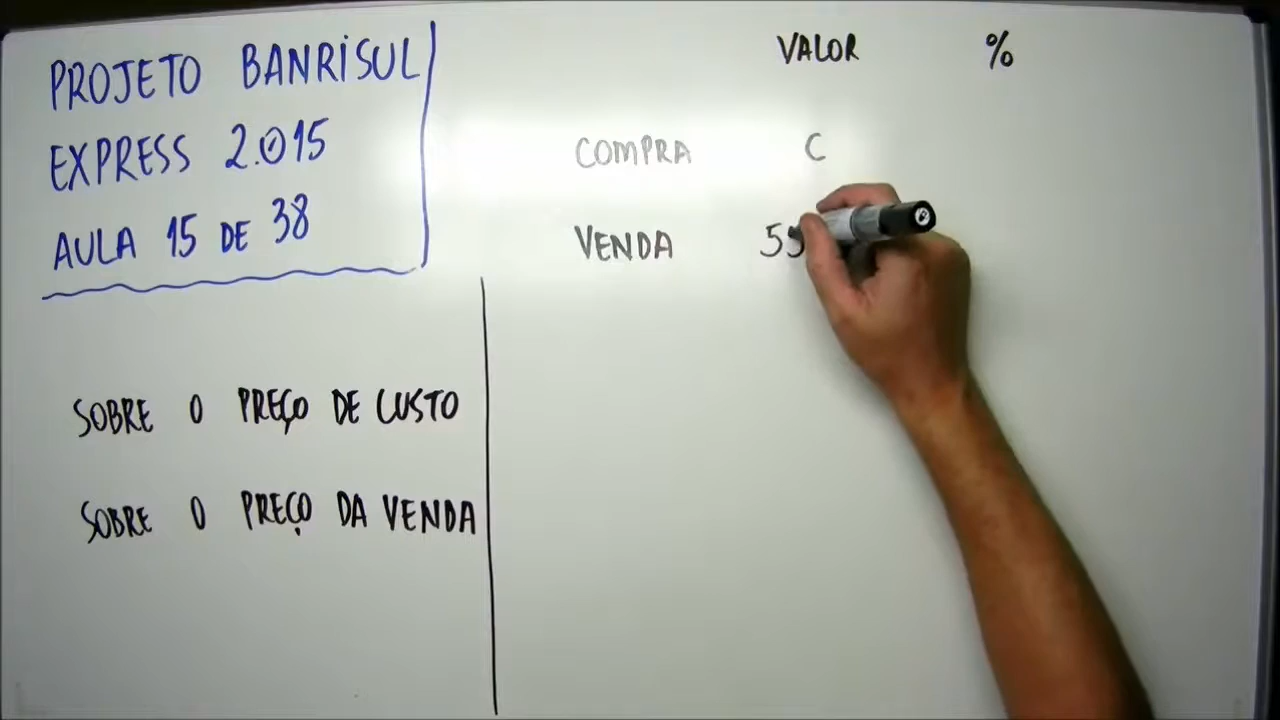 PROJETO BANRISUL
EXPRESS 2.015
AULA 15 DE 38
SOBRE O PREÇO DE CUSTO
SOBRE O PREÇO DA VENDA
VALOR %
COMPRA C
VENDA 55